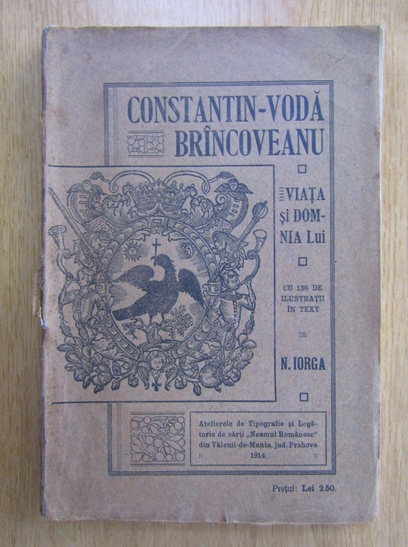 CONSTANTIN-VODĂ
BRÎNCOVEANU
VIAȚA
și DOM-
NIA Lui
CU 136 DE
ILUSTRAȚII
ÎN TEXT
DE
N. IORGA
Atelierele de Tipografie și Legă-
torie de cărți „Neamul Romănesc"
din Vălenii-de-Munte, jud. Prahova
1914
Prețul: Lei 2.50.